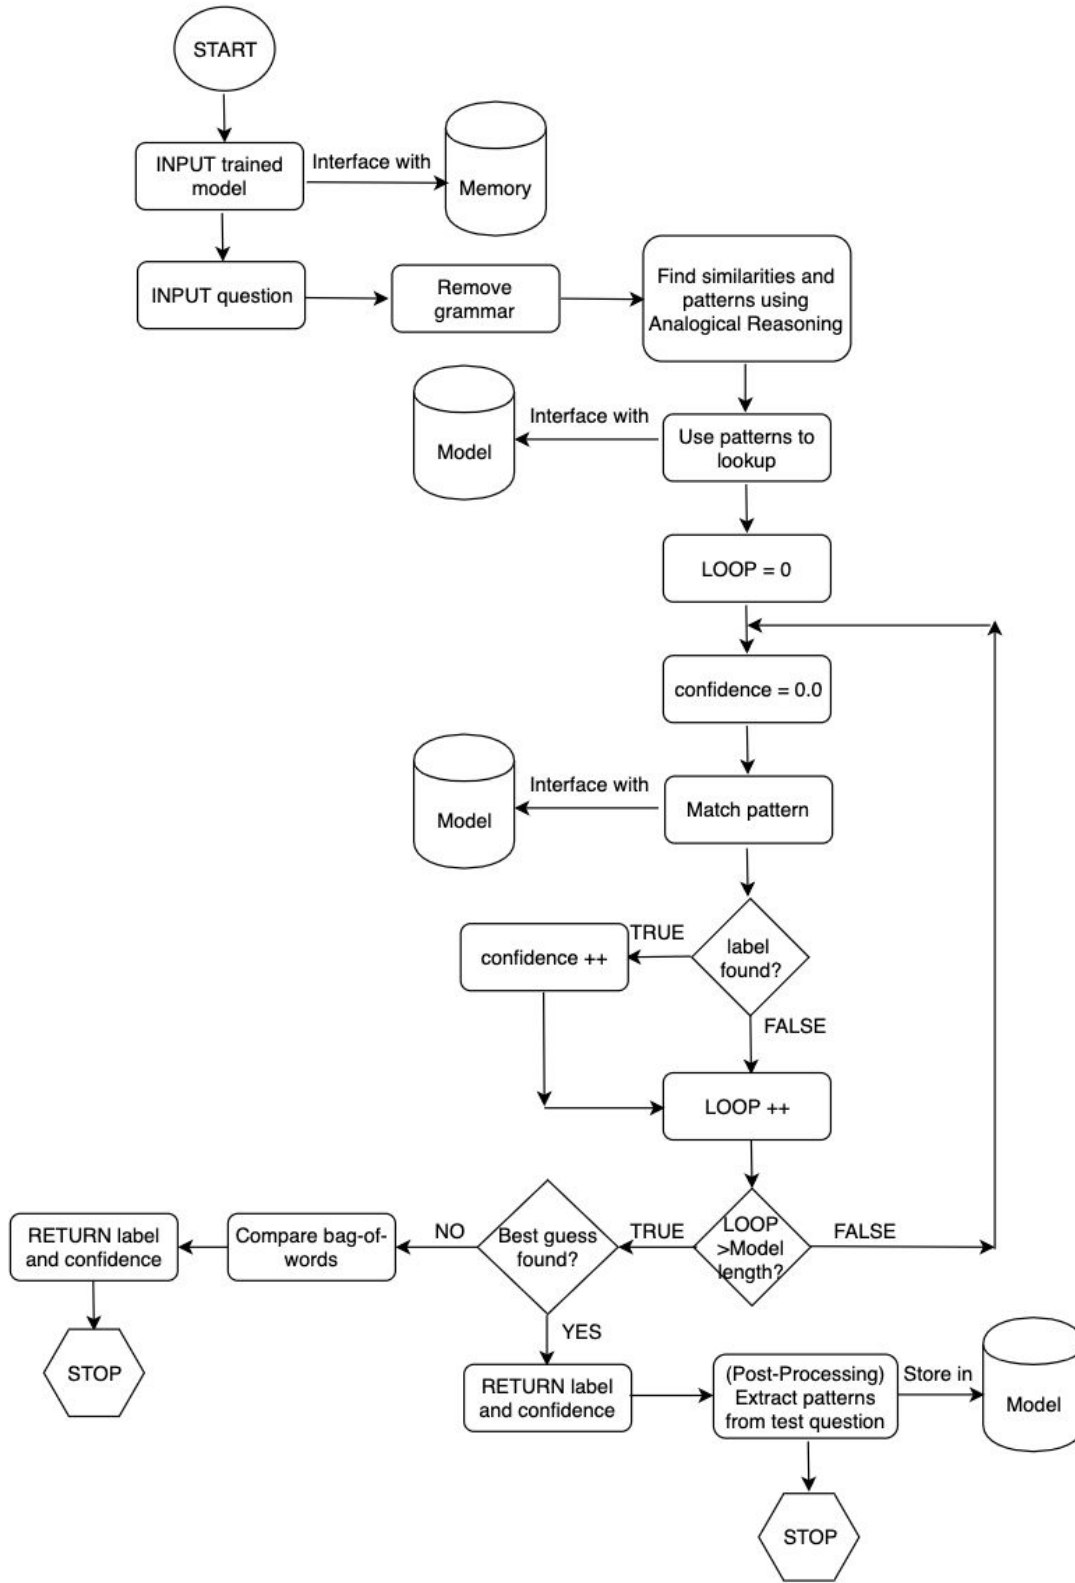 START
INPUT trained
model
Interface with
Memory
INPUT question
Remove
grammar
Find similarities and
patterns using
Analogical Reasoning
Model
Interface with
Use patterns to
lookup
LOOP = 0
confidence = 0.0
Model
Interface with
Match pattern
label
found?
TRUE
confidence ++
FALSE
LOOP ++
LOOP
>Model
length?
FALSE
TRUE
Best guess
found?
NO
Compare bag-of-
words
RETURN label
and confidence
STOP
YES
RETURN label
and confidence
(Post-Processing)
Extract patterns
from test question
Store in
Model
STOP